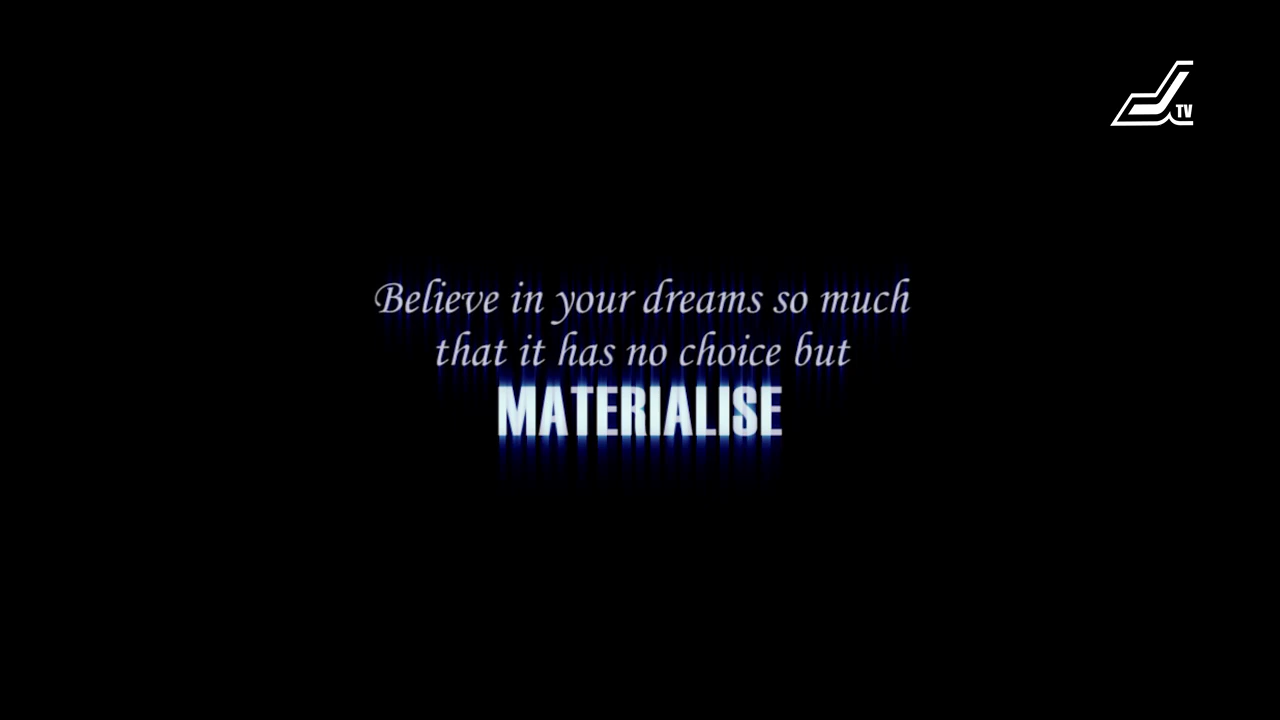 TV
Believe in your dreams so much
that it has no choice but
MATERIALISE